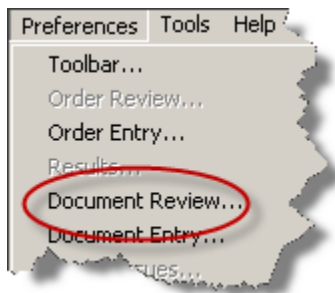 Preferences Tools Help
Toolbar...
Order Review...
Order Entry...
Results...
Document Review...
Document Entry...